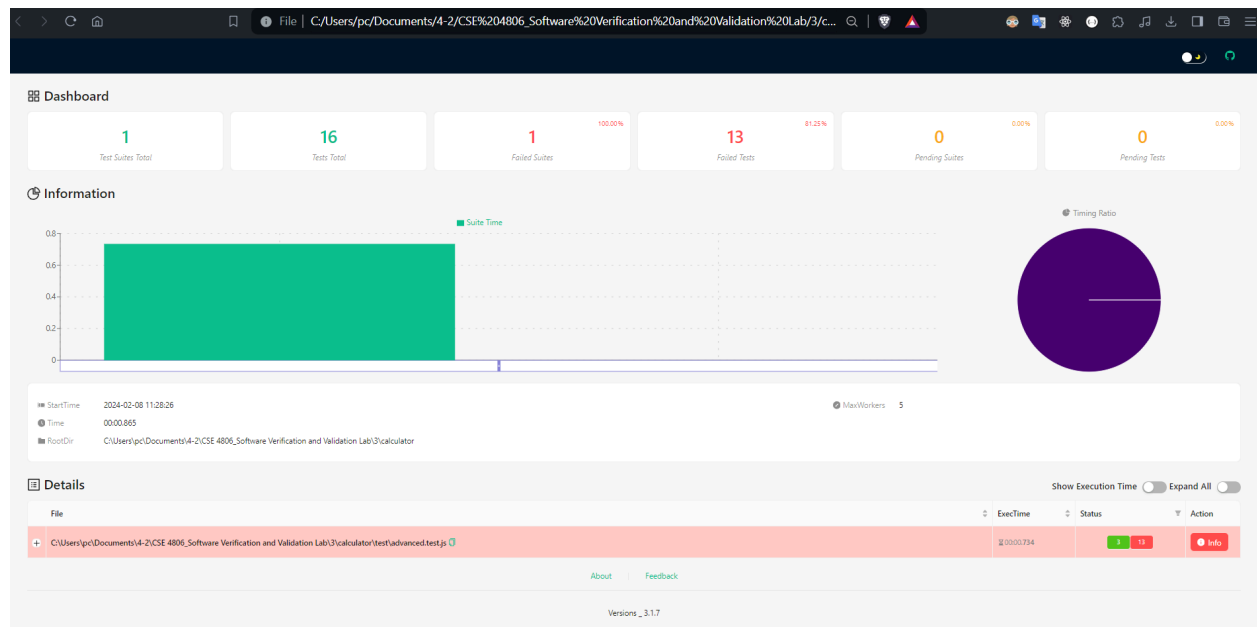 File C:/Users/pc/Documents/4-2/CSE%204806_Software%20Verification%20and%20Validation%20Lab/3/c...
Dashboard
1
Test Suites Total
16
Tests Total
100.00%
1
Failed Suites
81.25%
13
Failed Tests
0.00%
0
Pending Suites
0.00%
0
Pending Tests
Information
Suite Time
0.8
0.6
0.4
0.2
0
Timing Ratio
StartTime 2024-02-08 11:28:26
MaxWorkers 5
Time 00:00.865
RootDir C:\Users\pc\Documents\4-2\CSE 4806_Software Verification and Validation Lab\3\calculator
Details
Show Execution Time Expand All
File ExecTime Status Action
C:\Users\pc\Documents\4-2\CSE 4806_Software Verification and Validation Lab\3\calculator\test\advanced.test.js 00:00.734 3 13 Info
About Feedback
Versions _ 3.1.7